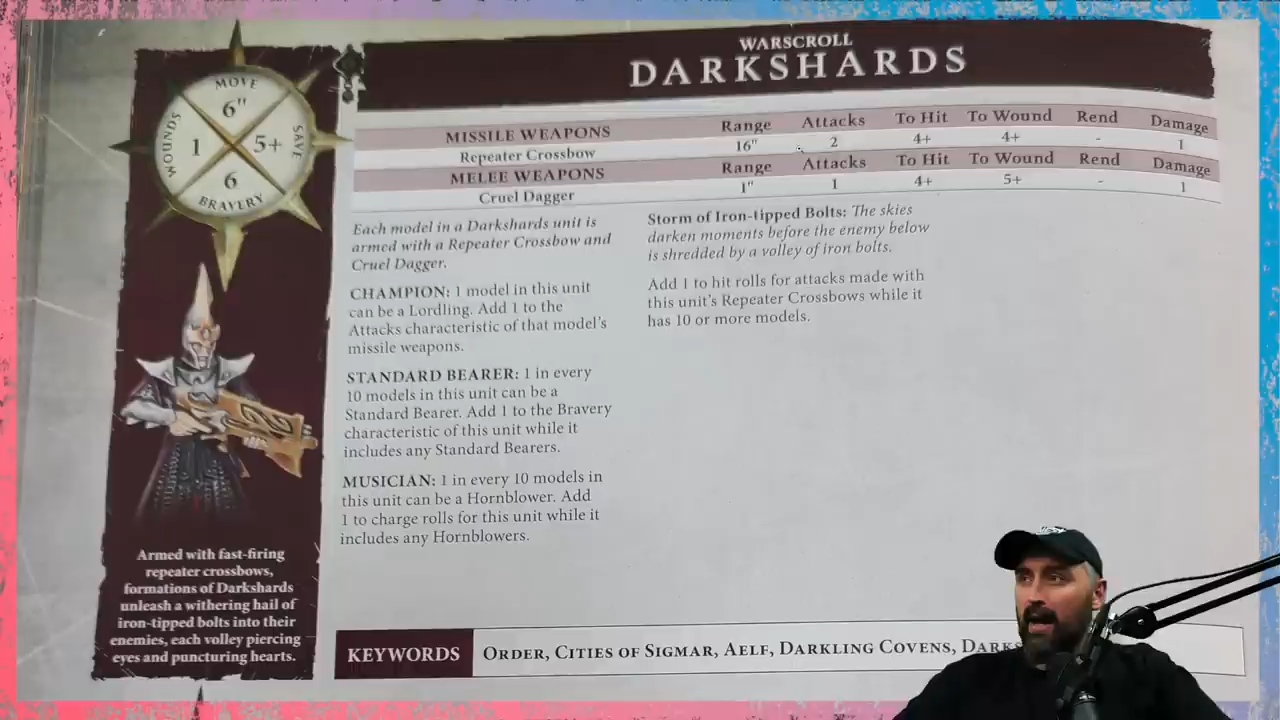 WARSCROLL
DARKSHARDS
MOVE
6"
WOUNDS
1
5+
SAVE
6
BRAVERY
MISSILE WEAPONS Range Attacks To Hit To Wound Rend Damage
Repeater Crossbow 16" 2 4+ 4+ - 1
MELEE WEAPONS Range Attacks To Hit To Wound Rend Damage
Cruel Dagger 1" 1 4+ 5+ - 1
Each model in a Darkshards unit is
armed with a Repeater Crossbow and
Cruel Dagger.
CHAMPION: 1 model in this unit
can be a Lordling. Add 1 to the
Attacks characteristic of that model's
missile weapons.
STANDARD BEARER: 1 in every
10 models in this unit can be a
Standard Bearer. Add 1 to the Bravery
characteristic of this unit while it
includes any Standard Bearers.
MUSICIAN: 1 in every 10 models in
this unit can be a Hornblower. Add
1 to charge rolls for this unit while it
includes any Hornblowers.
Storm of Iron-tipped Bolts: The skies
darken moments before the enemy below
is shredded by a volley of iron bolts.
Add 1 to hit rolls for attacks made with
this unit's Repeater Crossbows while it
has 10 or more models.
Armed with fast-firing
repeater crossbows,
formations of Darkshards
unleash a withering hail of
iron-tipped bolts into their
enemies, each volley piercing
eyes and puncturing hearts.
KEYWORDS
ORDER, CITIES OF SIGMAR, AELF, DARKLING COVENS,